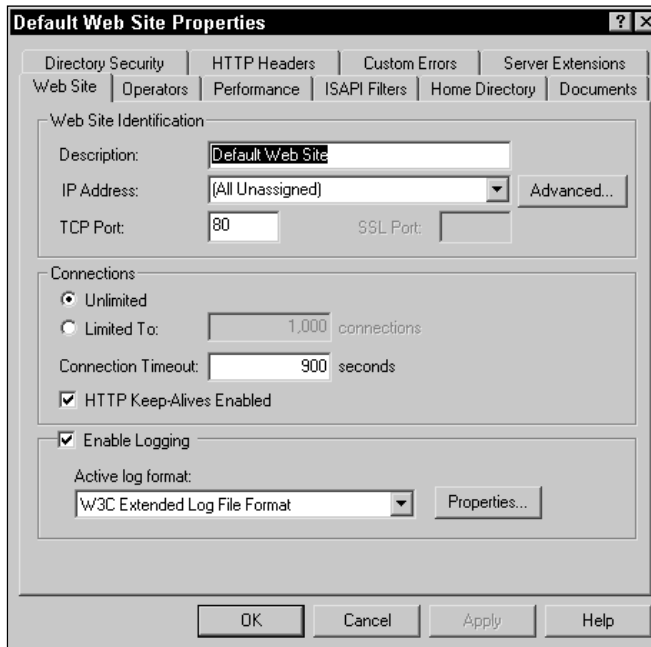 Default Web Site Properties
Directory Security HTTP Headers Custom Errors Server Extensions
Web Site Operators Performance ISAPI Filters Home Directory Documents
Web Site Identification
Description: Default Web Site
IP Address: (All Unassigned) Advanced...
TCP Port: 80 SSL Port:
Connections
Unlimited
Limited To: 1,000 connections
Connection Timeout: 900 seconds
HTTP Keep-Alives Enabled
Enable Logging
Active log format:
W3C Extended Log File Format Properties...
OK Cancel Apply Help